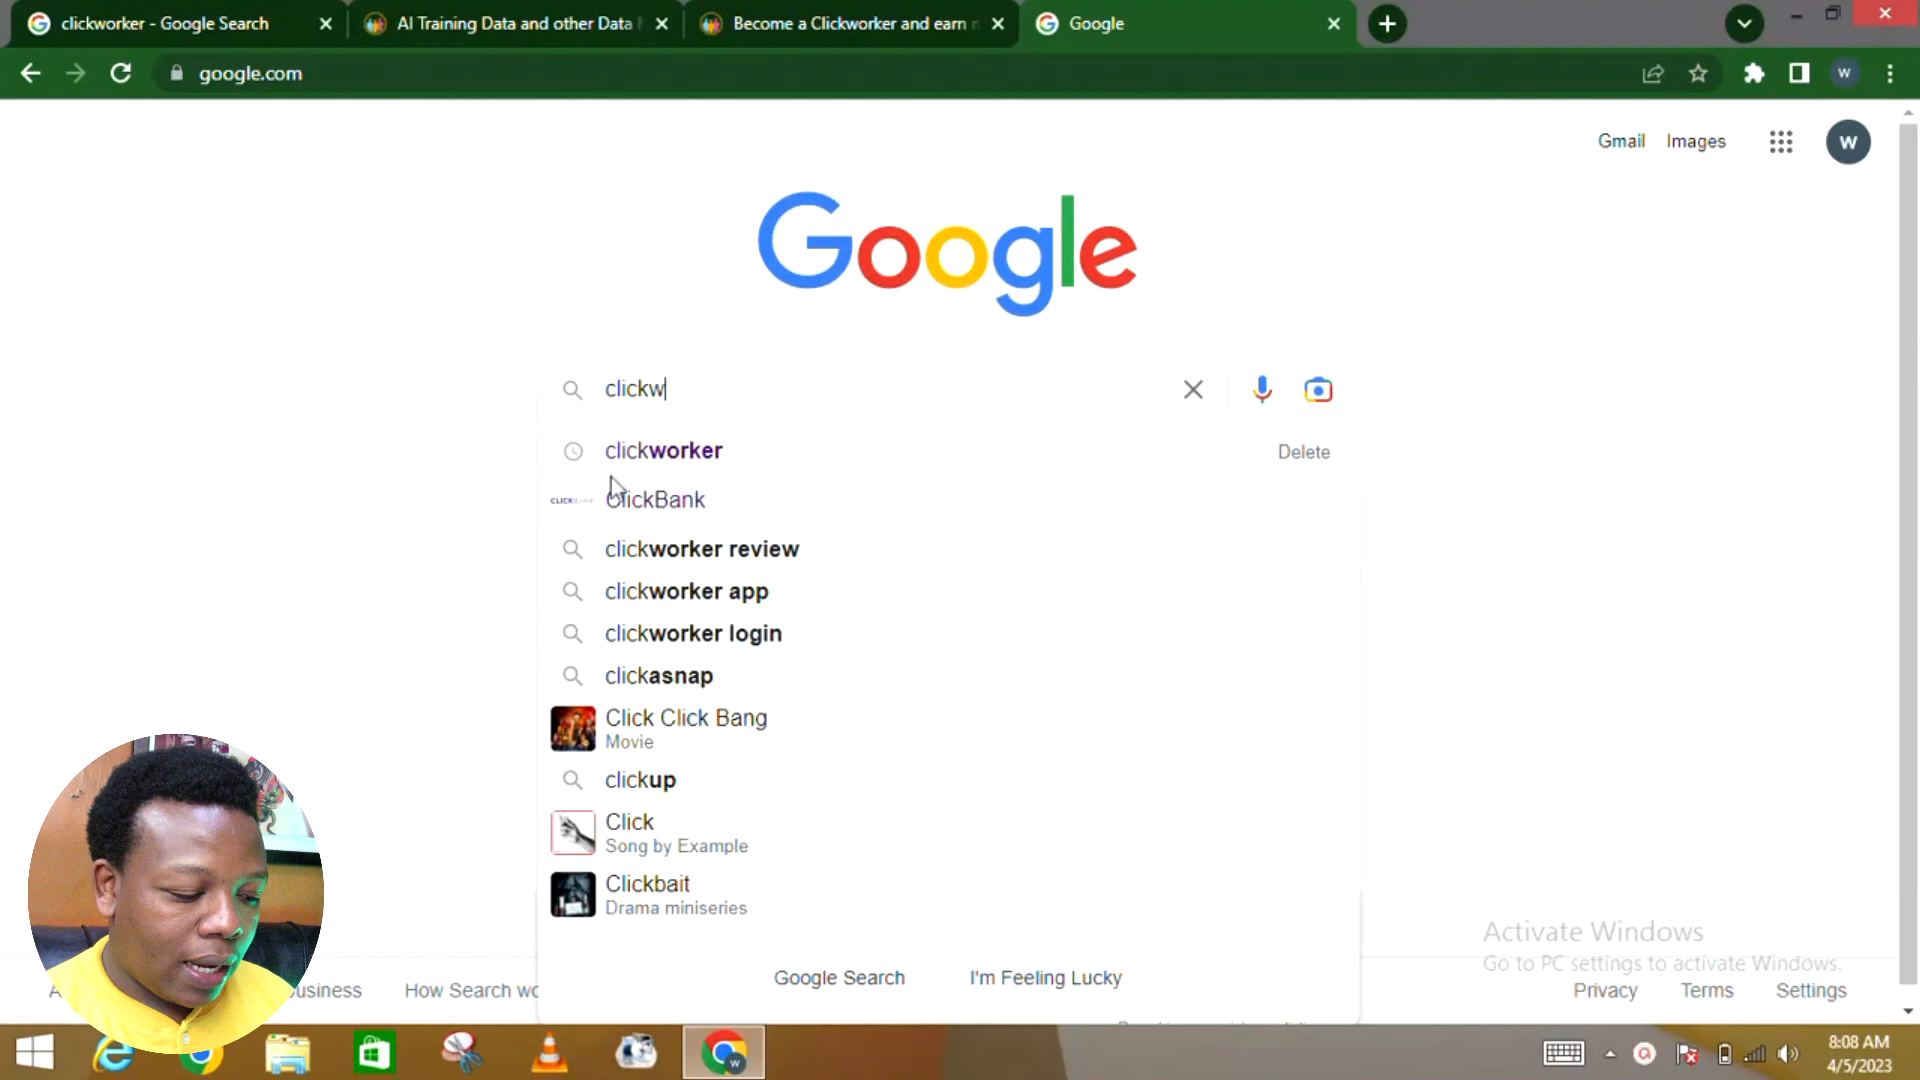 clickworker - Google Search
AI Training Data and other Data
Become a Clickworker and earn
Google
google.com
W
Gmail Images
W
Google
clickw
clickworker
Delete
CLICK
ClickBank
clickworker review
clickworker app
clickworker login
clickasnap
Click Click Bang
Movie
clickup
Click
Song by Example
Clickbait
Drama miniseries
Google Search I'm Feeling Lucky
Activate Windows
Go to PC settings to activate Windows.
How Search
Privacy Terms Settings
W
8:08 AM
4/5/2023